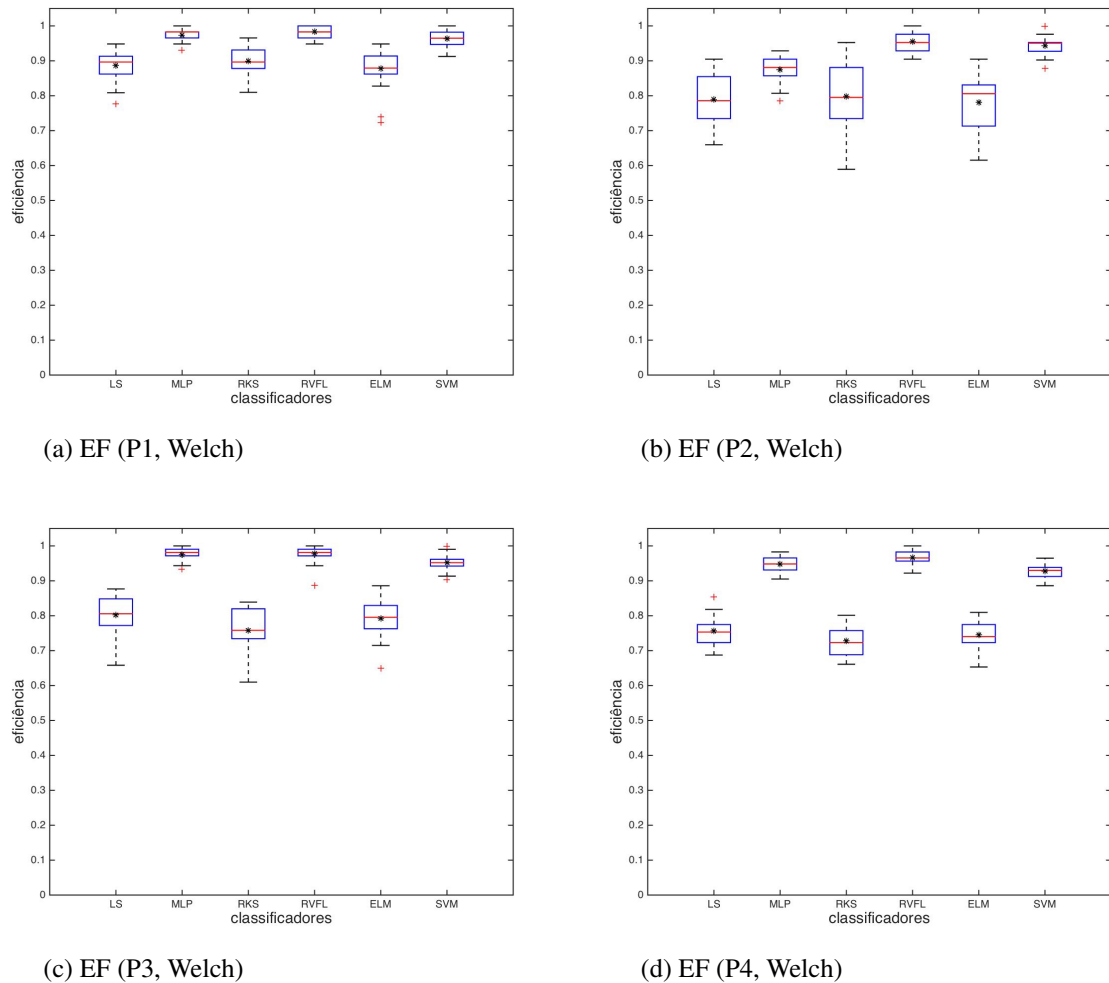 1
0.9
0.8
0.7
0.6
0.5
0.4
0.3
0.2
0.1
0
eficiência
LS MLP RKS RVFL ELM SVM
classificadores
(a) EF (P1, Welch)
1
0.9
0.8
0.7
0.6
0.5
0.4
0.3
0.2
0.1
0
eficiência
LS MLP RKS RVFL ELM SVM
classificadores
(b) EF (P2, Welch)
1
0.9
0.8
0.7
0.6
0.5
0.4
0.3
0.2
0.1
0
eficiência
LS MLP RKS RVFL ELM SVM
classificadores
(c) EF (P3, Welch)
1
0.9
0.8
0.7
0.6
0.5
0.4
0.3
0.2
0.1
0
eficiência
LS MLP RKS RVFL ELM SVM
classificadores
(d) EF (P4, Welch)